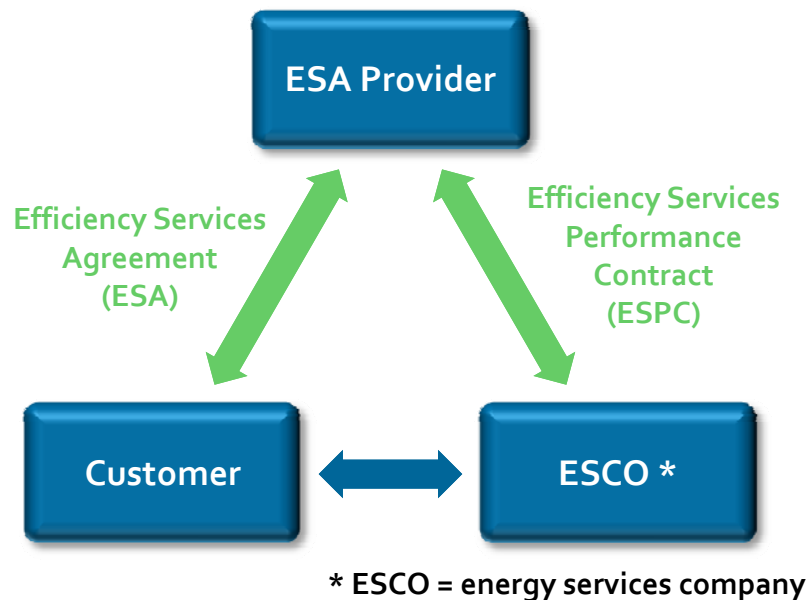 ESA Provider
Efficiency Services
Agreement
(ESA)
Efficiency Services
Performance
Contract
(ESPC)
Customer
ESCO *
* ESCO = energy services company